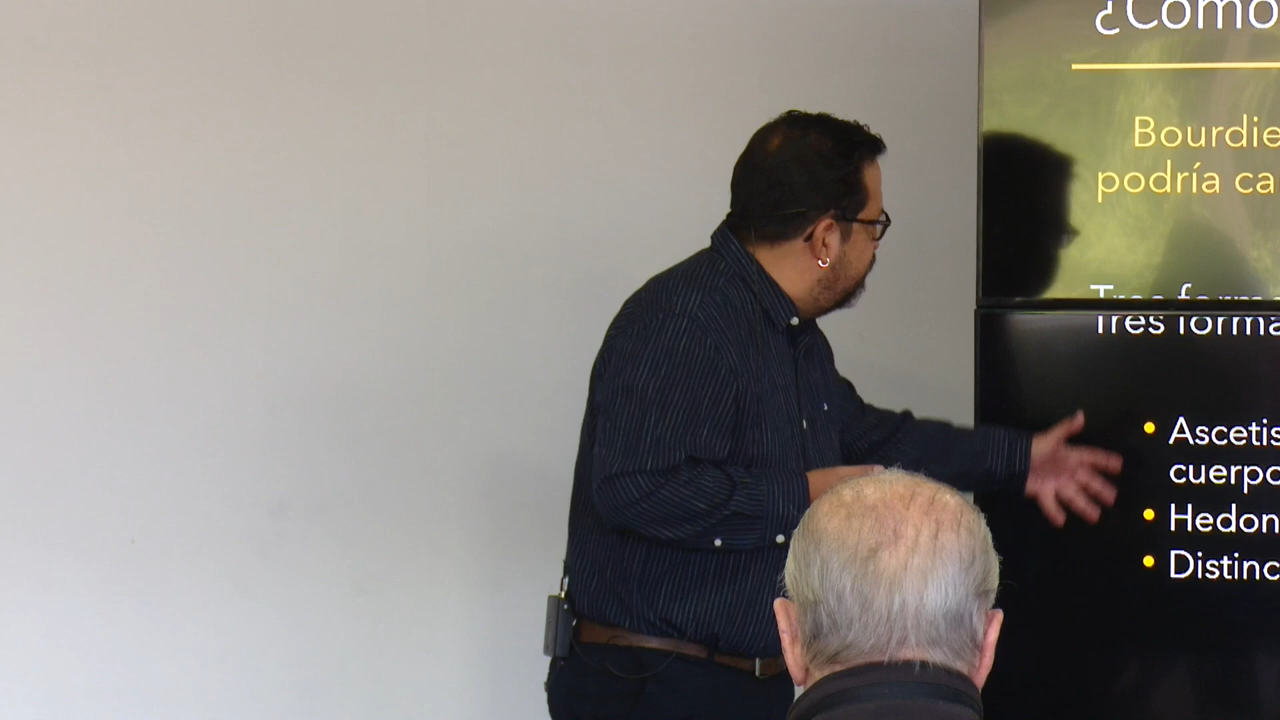 ¿Cómo
Bourdie
podría ca
Tres forma
Ascetis
cuerpo
Hedon
Distinc